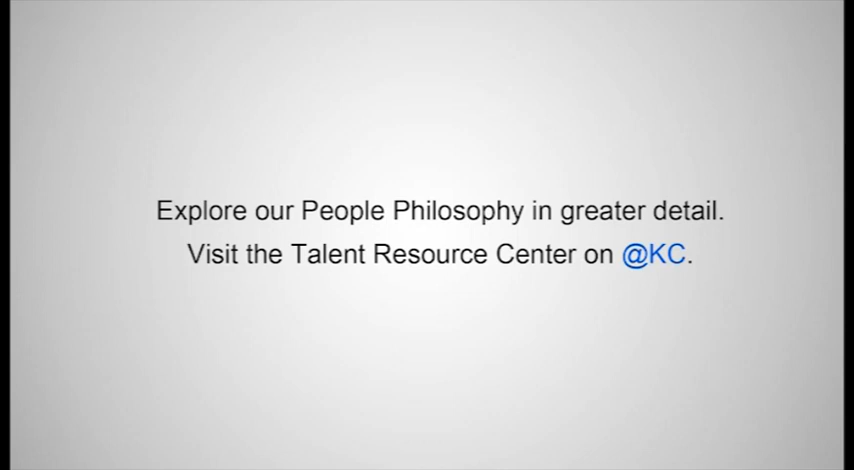 Explore our People Philosophy in greater detail.
Visit the Talent Resource Center on @KC.